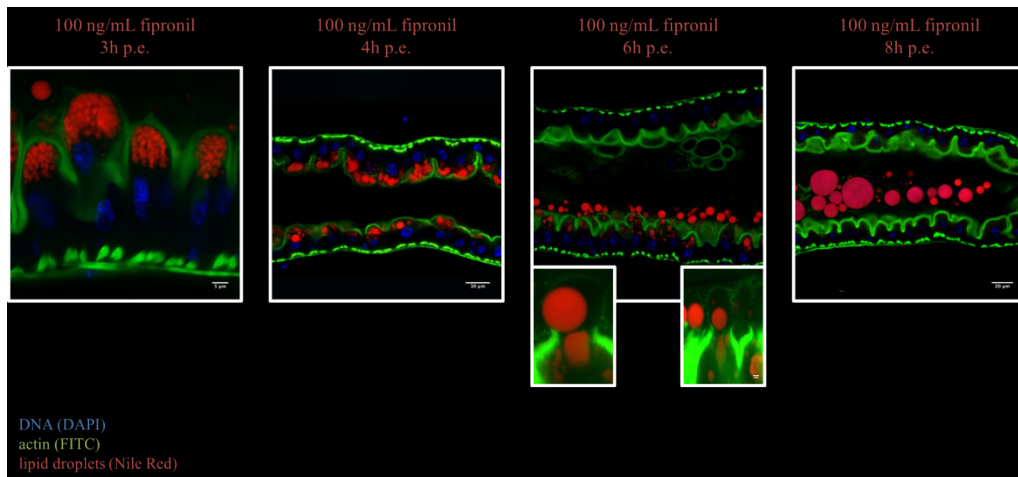 100 ng/mL fipronil
3h p.e.
100 ng/mL fipronil
4h p.e.
100 ng/mL fipronil
6h p.e.
100 ng/mL fipronil
8h p.e.
5 µm
30 µm
20 µm
DNA (DAPI)
actin (FITC)
lipid droplets (Nile Red)